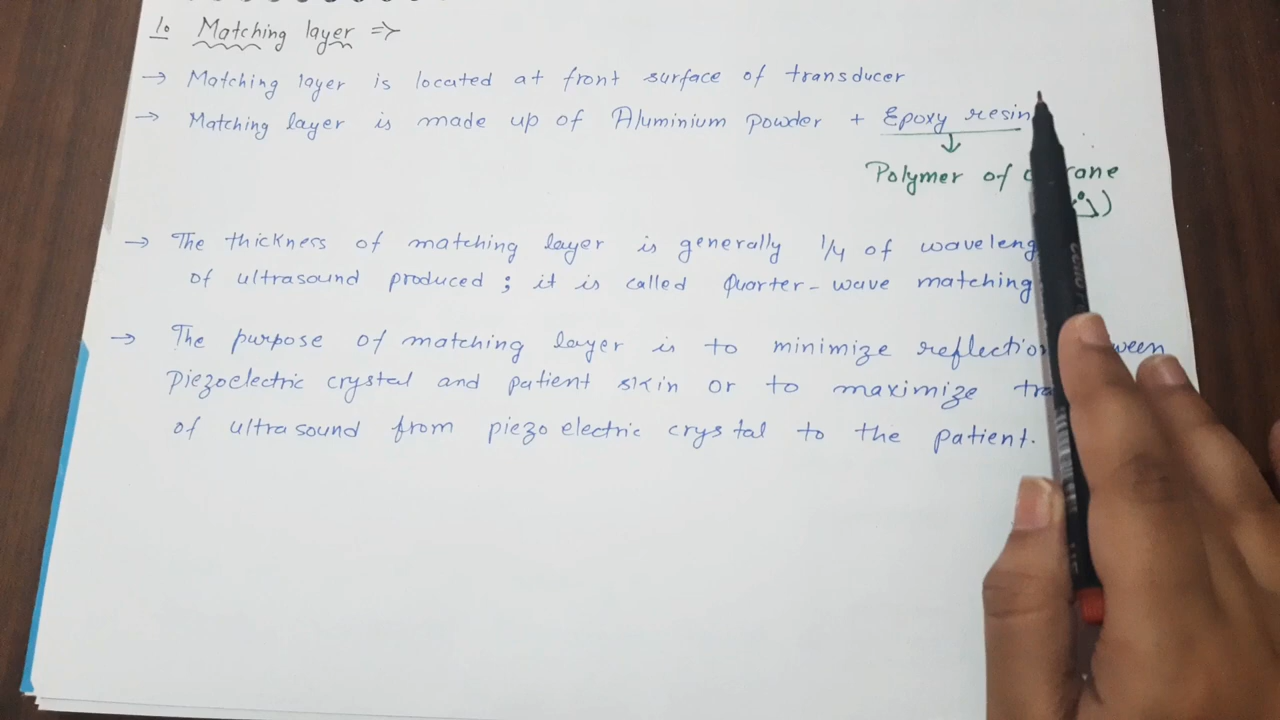 1. Matching layer =>
→ Matching layer is located at front surface of transducer
→ Matching layer is made up of Aluminium powder + Epoxy resin
↓
Polymer of
→ The thickness of matching layer is generally 1/4 of waveleng
of ultrasound produced ; it is called Quarter-wave matching
→ The purpose of matching layer is to minimize reflection
piezoelectric crystal and patient skin or to maximize
of ultrasound from piezoelectric crystal to the patient.